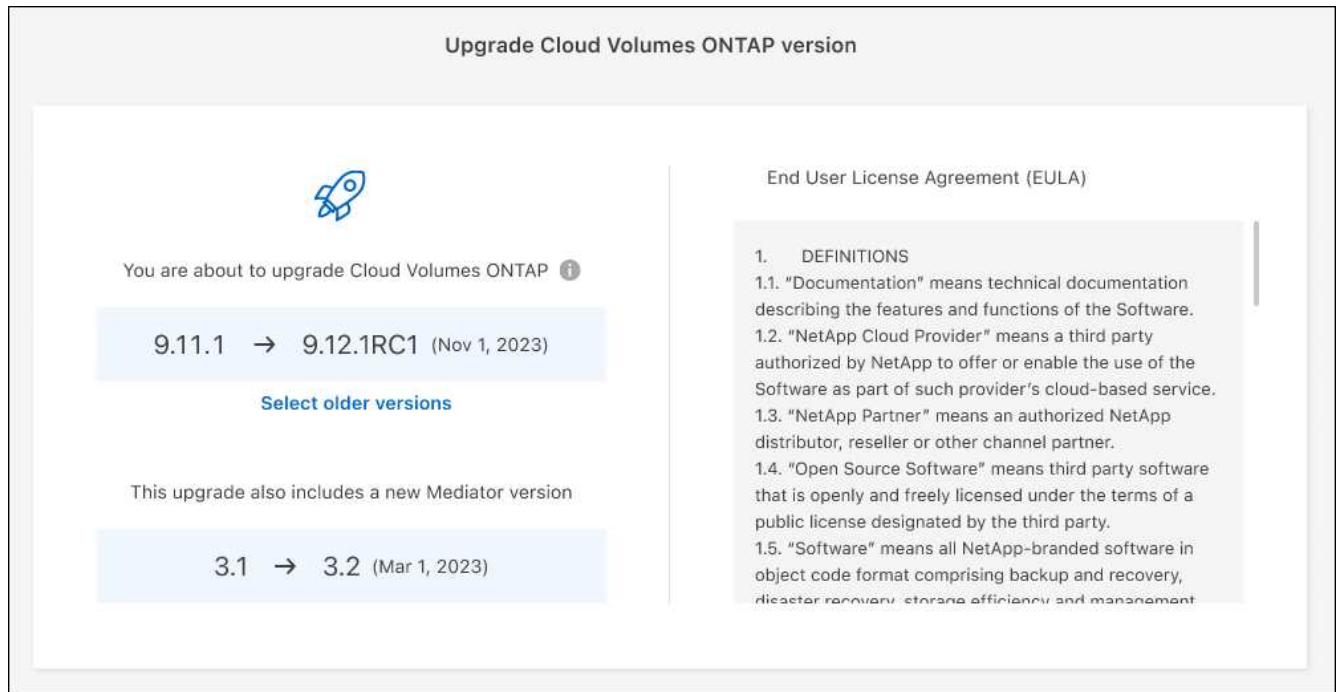 Upgrade Cloud Volumes ONTAP version
You are about to upgrade Cloud Volumes ONTAP
9.11.1 → 9.12.1RC1 (Nov 1, 2023)
Select older versions
This upgrade also includes a new Mediator version
3.1 → 3.2 (Mar 1, 2023)
End User License Agreement (EULA)
1. DEFINITIONS
1.1. “Documentation” means technical documentation
describing the features and functions of the Software.
1.2. “NetApp Cloud Provider” means a third party
authorized by NetApp to offer or enable the use of the
Software as part of such provider’s cloud-based service.
1.3. “NetApp Partner” means an authorized NetApp
distributor, reseller or other channel partner.
1.4. “Open Source Software” means third party software
that is openly and freely licensed under the terms of a
public license designated by the third party.
1.5. “Software” means all NetApp-branded software in
object code format comprising backup and recovery,
disaster recovery, storage efficiency and management